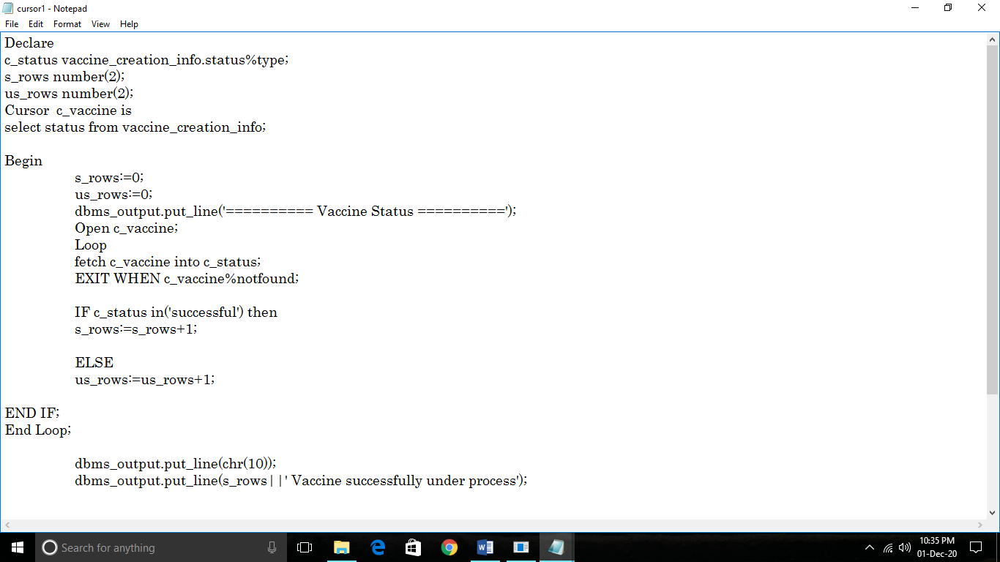 cursor1 - Notepad
File Edit Format View Help
Declare
c_status vaccine_creation_info.status%type;
s_rows number(2);
us_rows number(2);
Cursor  c_vaccine is
select status from vaccine_creation_info;
Begin
s_rows:=0;
us_rows:=0;
dbms_output.put_line('========== Vaccine Status ==========');
Open c_vaccine;
Loop
fetch c_vaccine into c_status;
EXIT WHEN c_vaccine%notfound;
IF c_status in('successful') then
s_rows:=s_rows+1;
ELSE
us_rows:=us_rows+1;
END IF;
End Loop;
dbms_output.put_line(chr(10));
dbms_output.put_line(s_rows||' Vaccine successfully under process');
Search for anything
10:35 PM
01-Dec-20